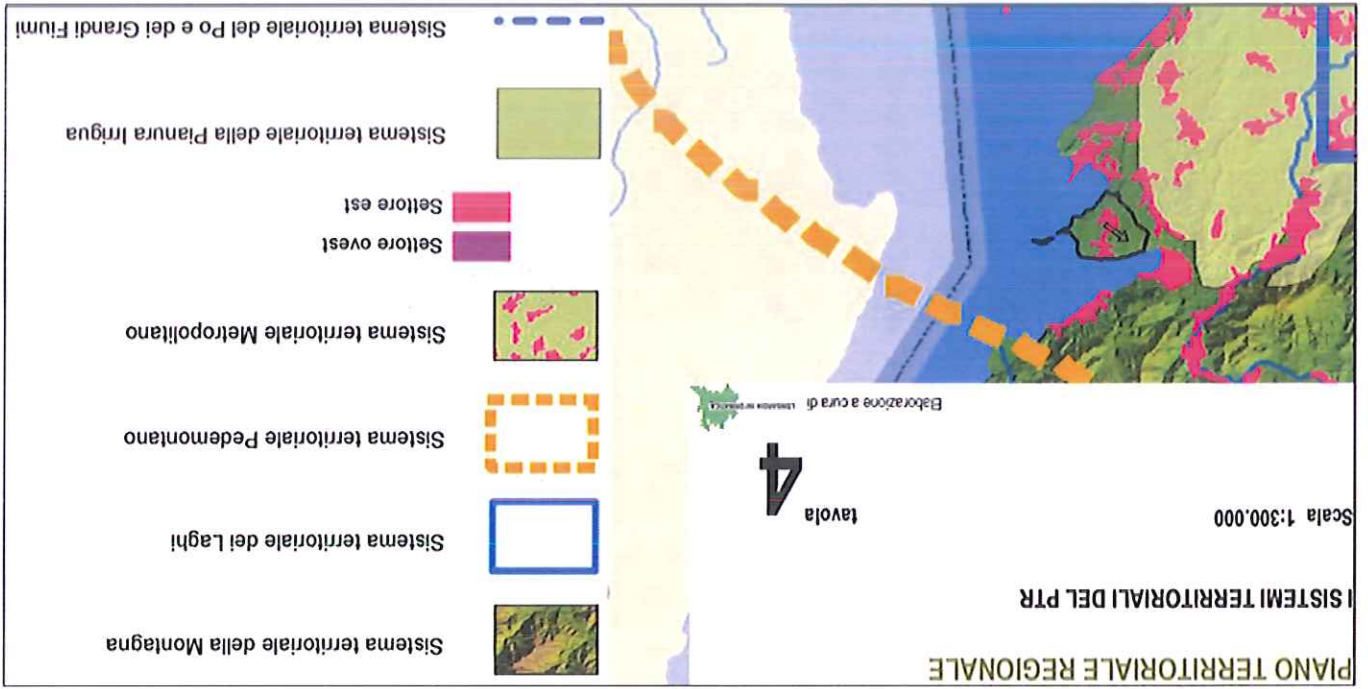 PIANO TERRITORIALE REGIONALE
I SISTEMI TERRITORIALI DEL PTR
Scala 1:300.000
tavola
4
Elaborazione a cura di
LOMBARDIA INFORMATICA
Sistema territoriale della Montagna
Sistema territoriale dei Laghi
Sistema territoriale Pedemontano
Sistema territoriale Metropolitano
Settore ovest
Settore est
Sistema territoriale della Pianura Irrigua
Sistema territoriale del Po e dei Grandi Fiumi